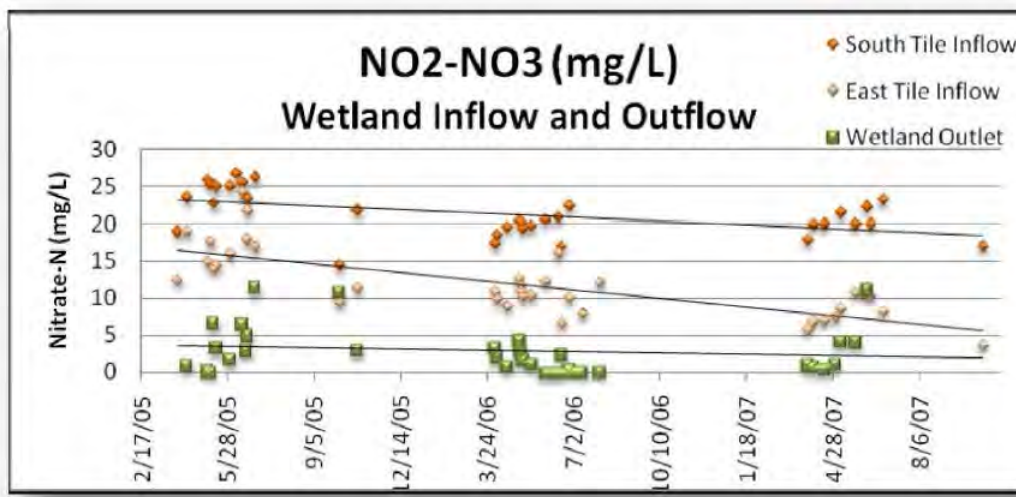 NO2-NO3 (mg/L)
Wetland Inflow and Outflow
South Tile Inflow
East Tile Inflow
Wetland Outlet
Nitrate-N (mg/L)
30
25
20
15
10
5
0
2/17/05
5/28/05
9/5/05
12/14/05
3/24/06
7/2/06
10/10/06
1/18/07
4/28/07
8/6/07